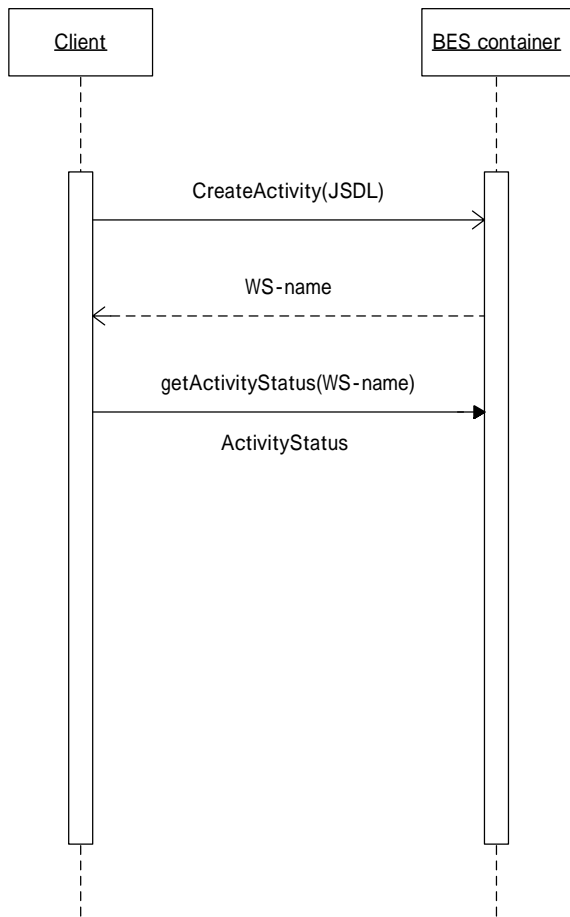 Client
BES container
CreateActivity(JSDL)
WS-name
getActivityStatus(WS-name)
ActivityStatus